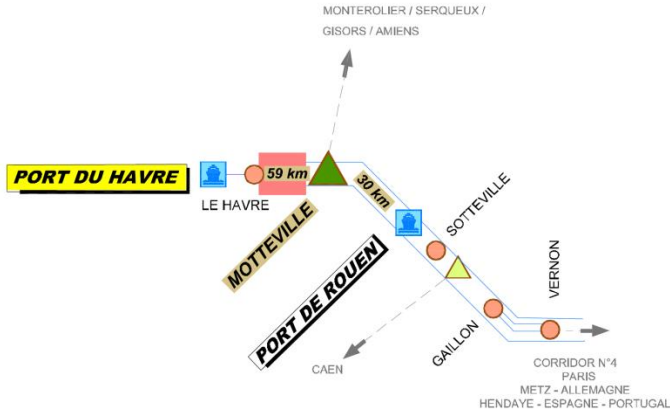 MONTEROLIER / SERQUEUX /
GISORS / AMIENS
PORT DU HAVRE
59 km
LE HAVRE
30 km
MOTTEVILLE
SOTTEVILLE
PORT DE ROUEN
VERNON
GAILLON
CAEN
CORRIDOR N°4
PARIS
METZ - ALLEMAGNE
HENDAYE - ESPAGNE - PORTUGAL